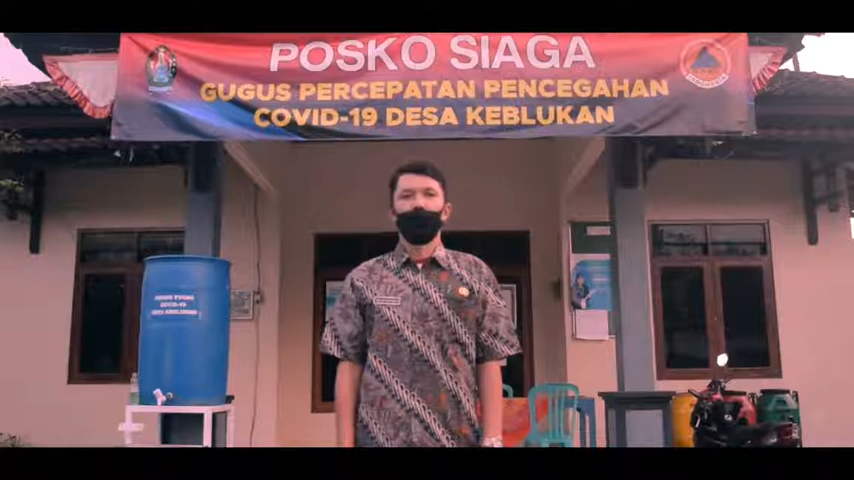 POSKO SIAGA
GUGUS PERCEPATAN PENCEGAHAN
COVID-19 DESA KEBLUKAN